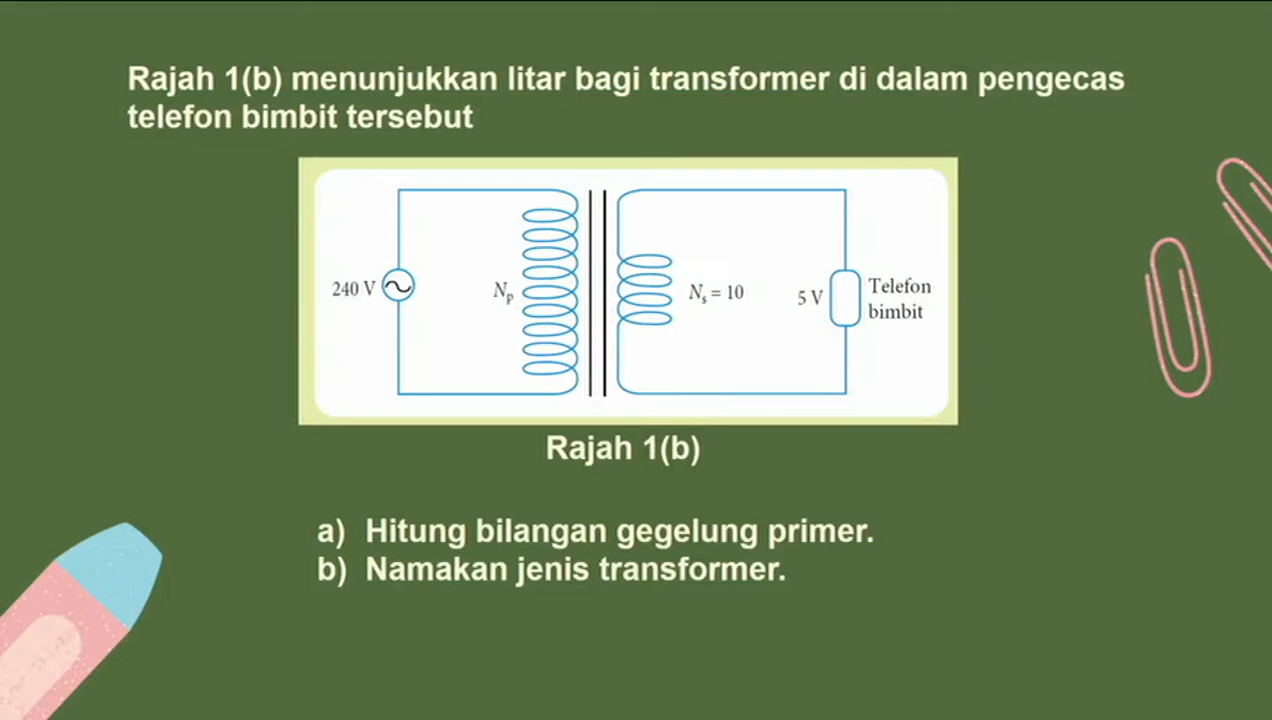 Rajah 1(b) menunjukkan litar bagi transformer di dalam pengecas
telefon bimbit tersebut
240 V
Np
Ns = 10
5 V
Telefon
bimbit
Rajah 1(b)
a) Hitung bilangan gegelung primer.
b) Namakan jenis transformer.